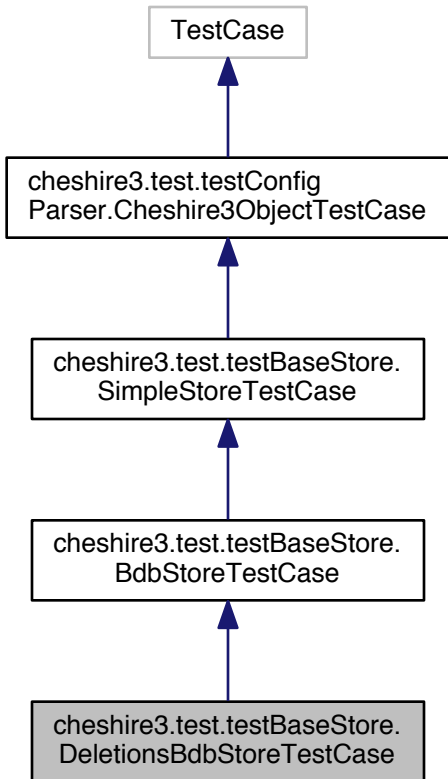 TestCase
cheshire3.test.testConfig
Parser.Cheshire3ObjectTestCase
cheshire3.test.testBaseStore.
SimpleStoreTestCase
cheshire3.test.testBaseStore.
BdbStoreTestCase
cheshire3.test.testBaseStore.
DeletionsBdbStoreTestCase